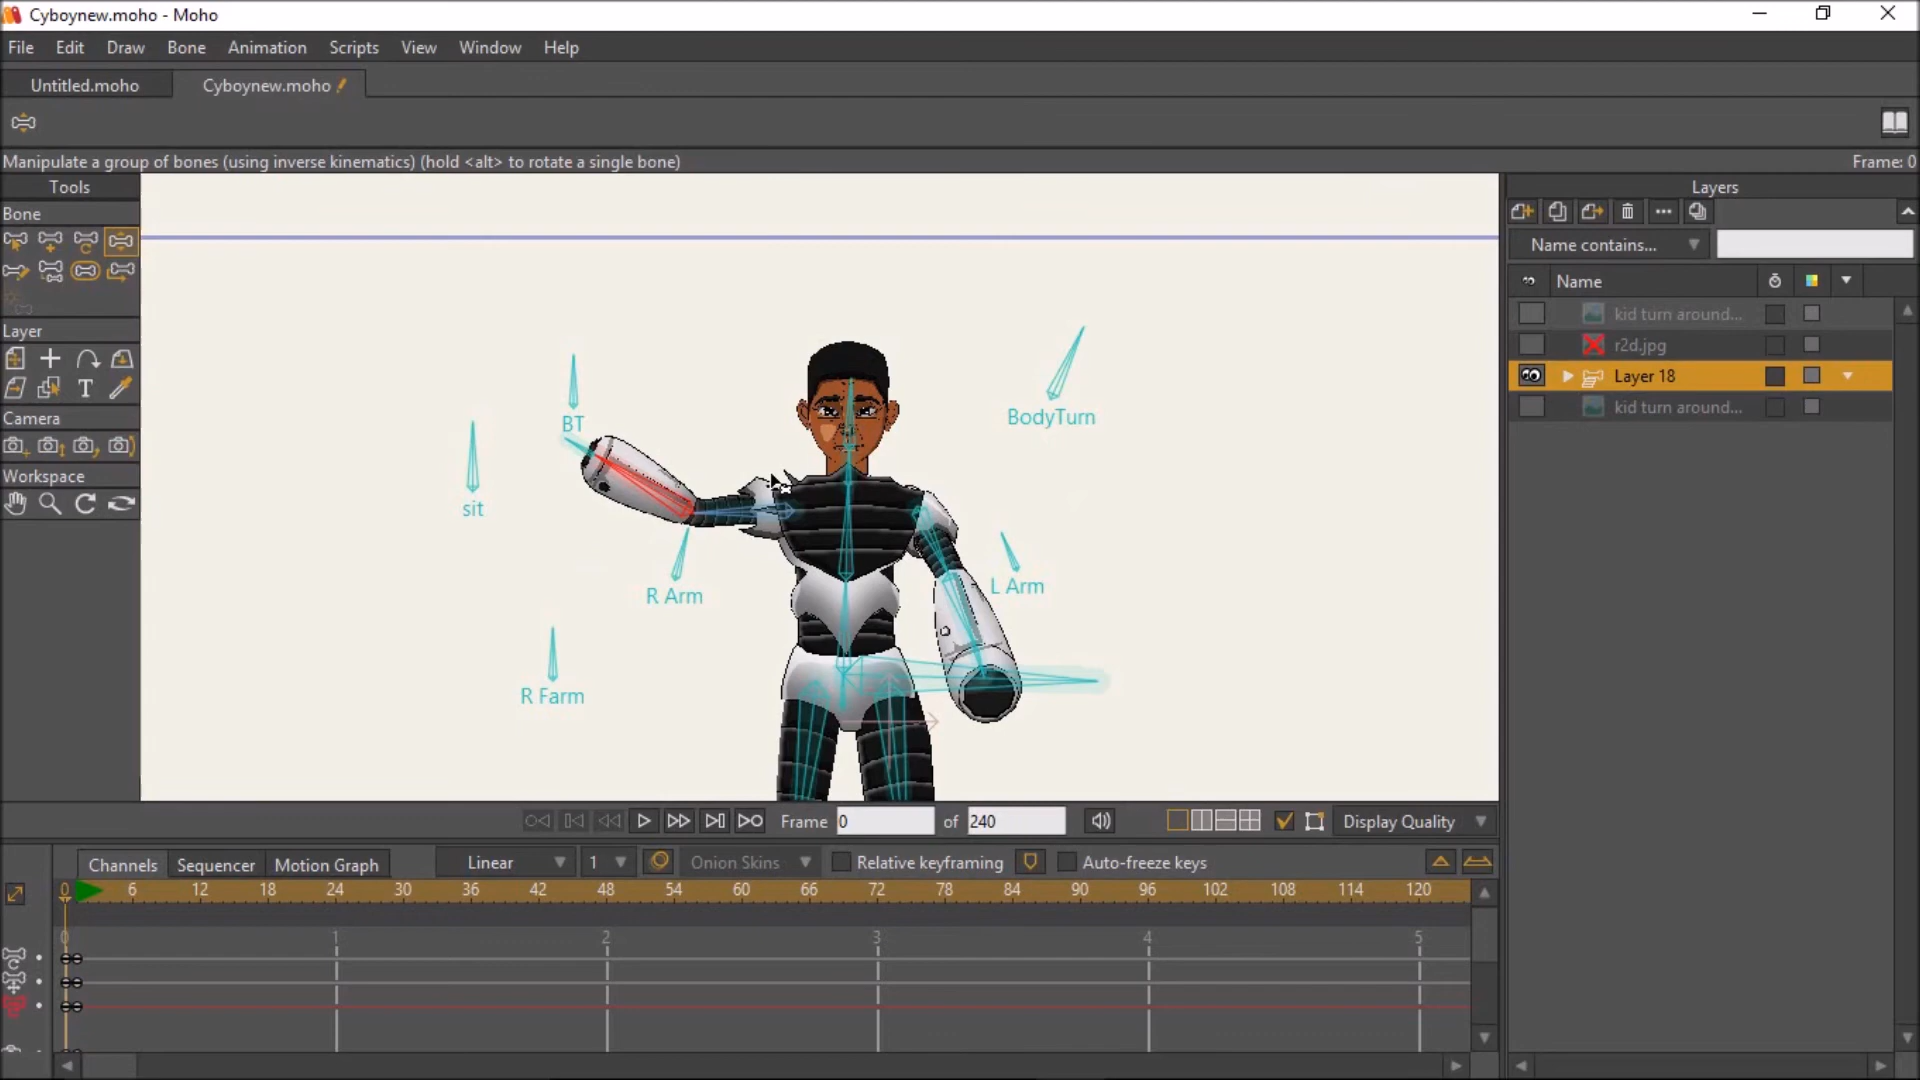 Cyboynew.moho - Moho
File Edit Draw Bone Animation Scripts View Window Help
Untitled.moho Cyboynew.moho
Manipulate a group of bones (using inverse kinematics) (hold <alt> to rotate a single bone) Frame: 0
Tools
Bone
Layer
T
Camera
Workspace
Layers
Name contains...
Name
kid turn around...
r2d.jpg
Layer 18
kid turn around...
BT
BodyTurn
sit
L Arm
R Arm
R Farm
Frame 0 of 240 Display Quality
Channels Sequencer Motion Graph Linear 1 Onion Skins Relative keyframing Auto-freeze keys
0 6 12 18 24 30 36 42 48 54 60 66 72 78 84 90 96 102 108 114 120
0 1 2 3 4 5